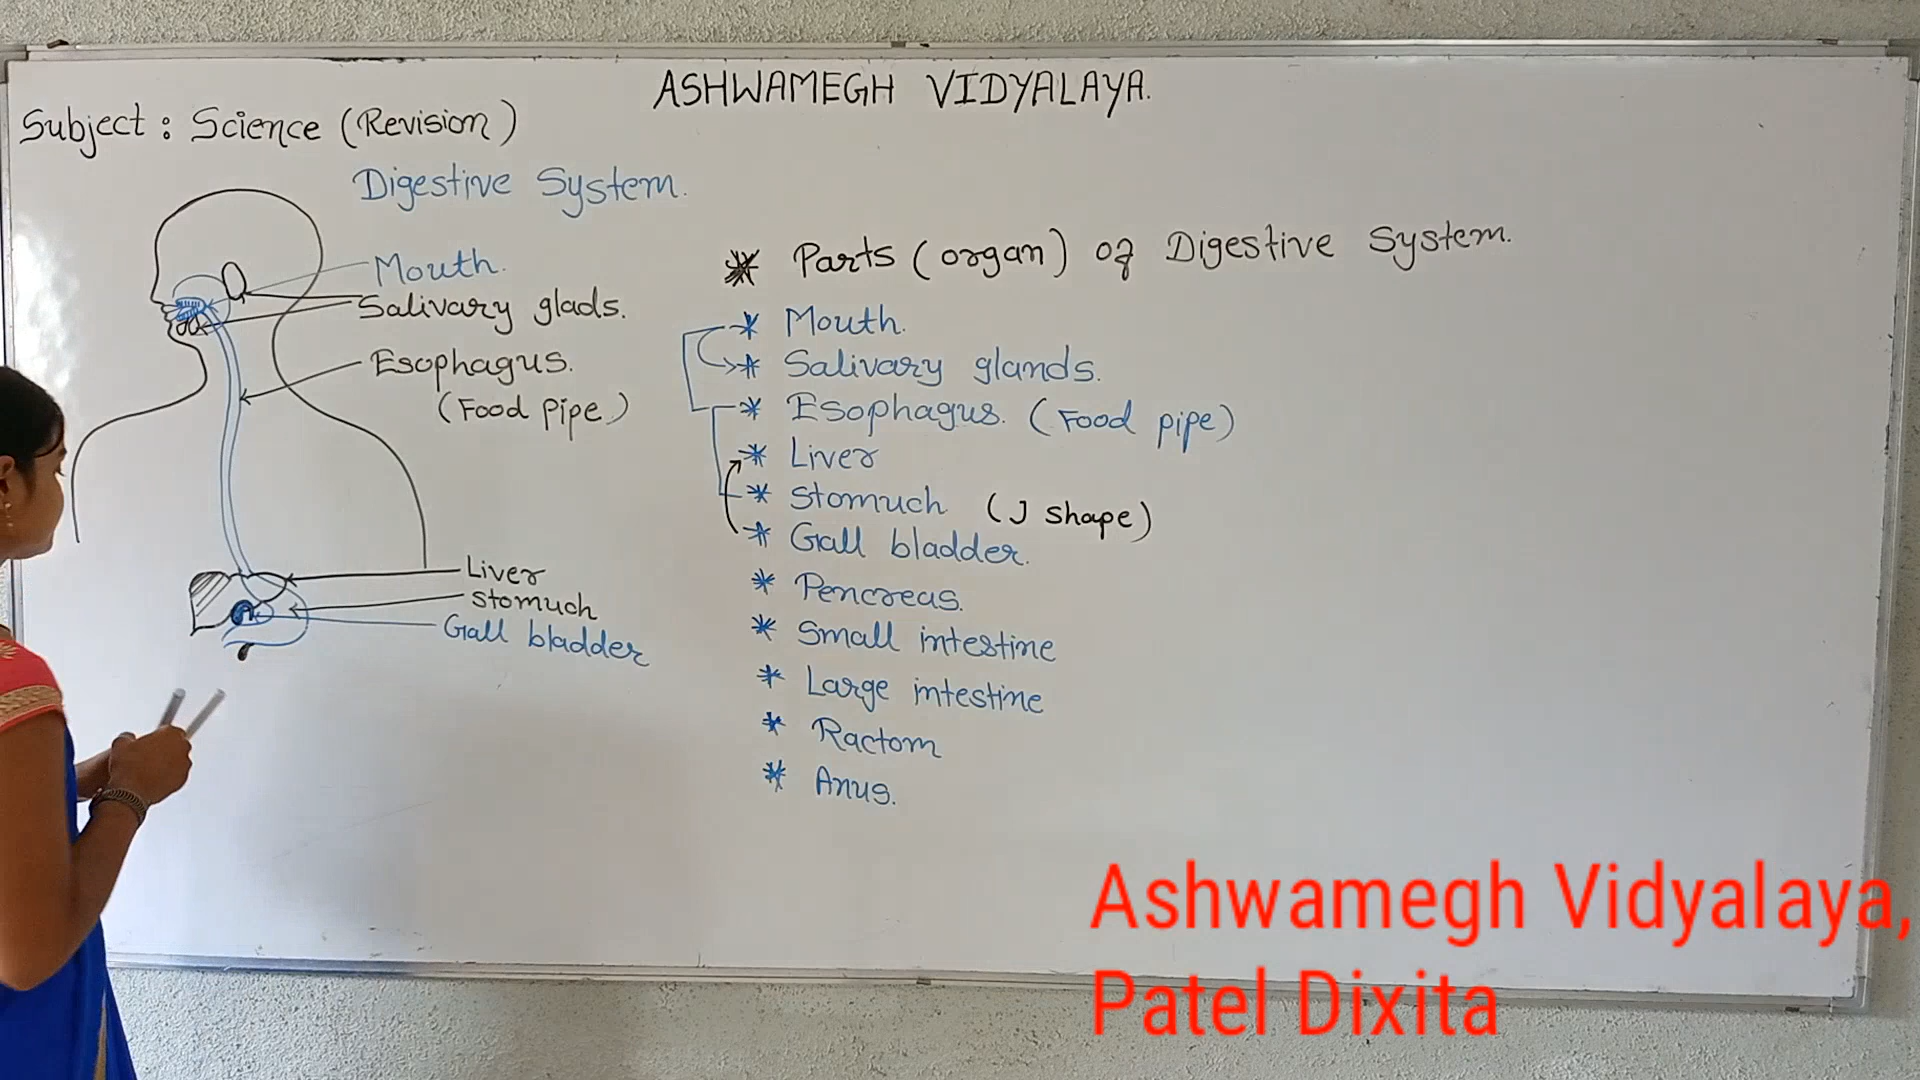 ASHWAMEGH VIDYALAYA.
Subject : Science (Revision)
Digestive System.
Mouth.
Salivary glads.
Esophagus.
(Food pipe)
Liver
Stomuch
Gall bladder
* Parts (organ) of Digestive System.
* Mouth.
* Salivary glands.
* Esophagus. (Food pipe)
* Liver
* Stomuch (J shape)
* Gall bladder.
* Pencreas.
* Small intestine
* Large intestine
* Ractom
* Anus.
Ashwamegh Vidyalaya,
Patel Dixita